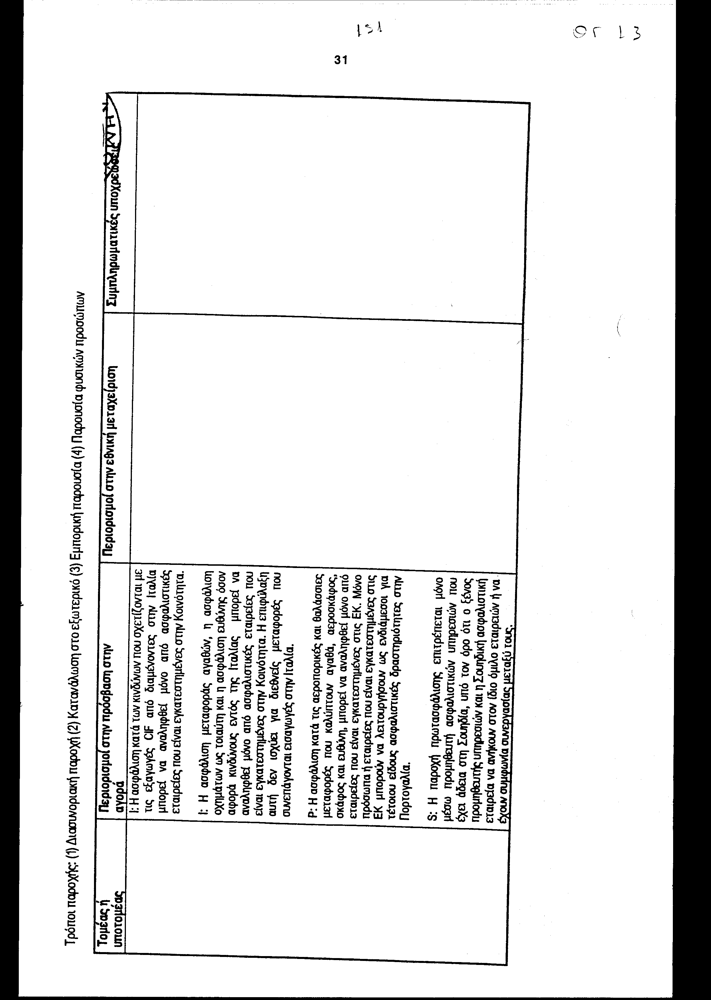 151
ΟΓ 13
31
Τρόποι παροχής: (1) Διασυνοριακή παροχή (2) Κατανάλωση στο εξωτερικό (3) Εμπορική παρουσία (4) Παρουσία φυσικών προσώπων
Τομέας ή
υποτομέας
Περιορισμοί στην πρόσβαση στην
αγορά
Περιορισμοί στην εθνική μεταχείριση
Συμπληρωματικές υποχρεώσεις
I: Η ασφάλιση κατά των κινδύνων που σχετίζονται με
τις εξαγωγές CIF από διαμένοντες στην Ιταλία
μπορεί να αναληφθεί μόνο από ασφαλιστικές
εταιρείες που είναι εγκατεστημένες στην Κοινότητα.
I: Η ασφάλιση μεταφοράς αγαθών, η ασφάλιση
οχημάτων ως τοιαύτη και η ασφάλιση ευθύνης όσον
αφορά κινδύνους εντός της Ιταλίας μπορεί να
αναληφθεί μόνο από ασφαλιστικές εταιρείες που
είναι εγκατεστημένες στην Κοινότητα. Η επιφύλαξη
αυτή δεν ισχύει για διεθνείς μεταφορές που
συνεπάγονται εισαγωγές στην Ιταλία.
P: Η ασφάλιση κατά τις αεροπορικές και θαλάσσιες
μεταφορές που καλύπτουν αγαθά, αεροσκάφος,
σκάφος και ευθύνη, μπορεί να αναληφθεί μόνο από
εταιρείες που είναι εγκατεστημένες στις ΕΚ. Μόνο
πρόσωπα ή εταιρείες που είναι εγκατεστημένες στις
ΕΚ μπορούν να λειτουργήσουν ως ενδιάμεσοι για
τέτοιου είδους ασφαλιστικές δραστηριότητες στην
Πορτογαλία.
S: Η παροχή πρωτασφάλισης επιτρέπεται μόνο
μέσω προμηθευτή ασφαλιστικών υπηρεσιών που
έχει άδεια στη Σουηδία, υπό τον όρο ότι ο ξένος
προμηθευτής υπηρεσιών και η Σουηδική ασφαλιστική
εταιρεία να ανήκουν στον ίδιο όμιλο εταιρειών ή να
έχουν συμφωνία συνεργασίας μεταξύ τους.